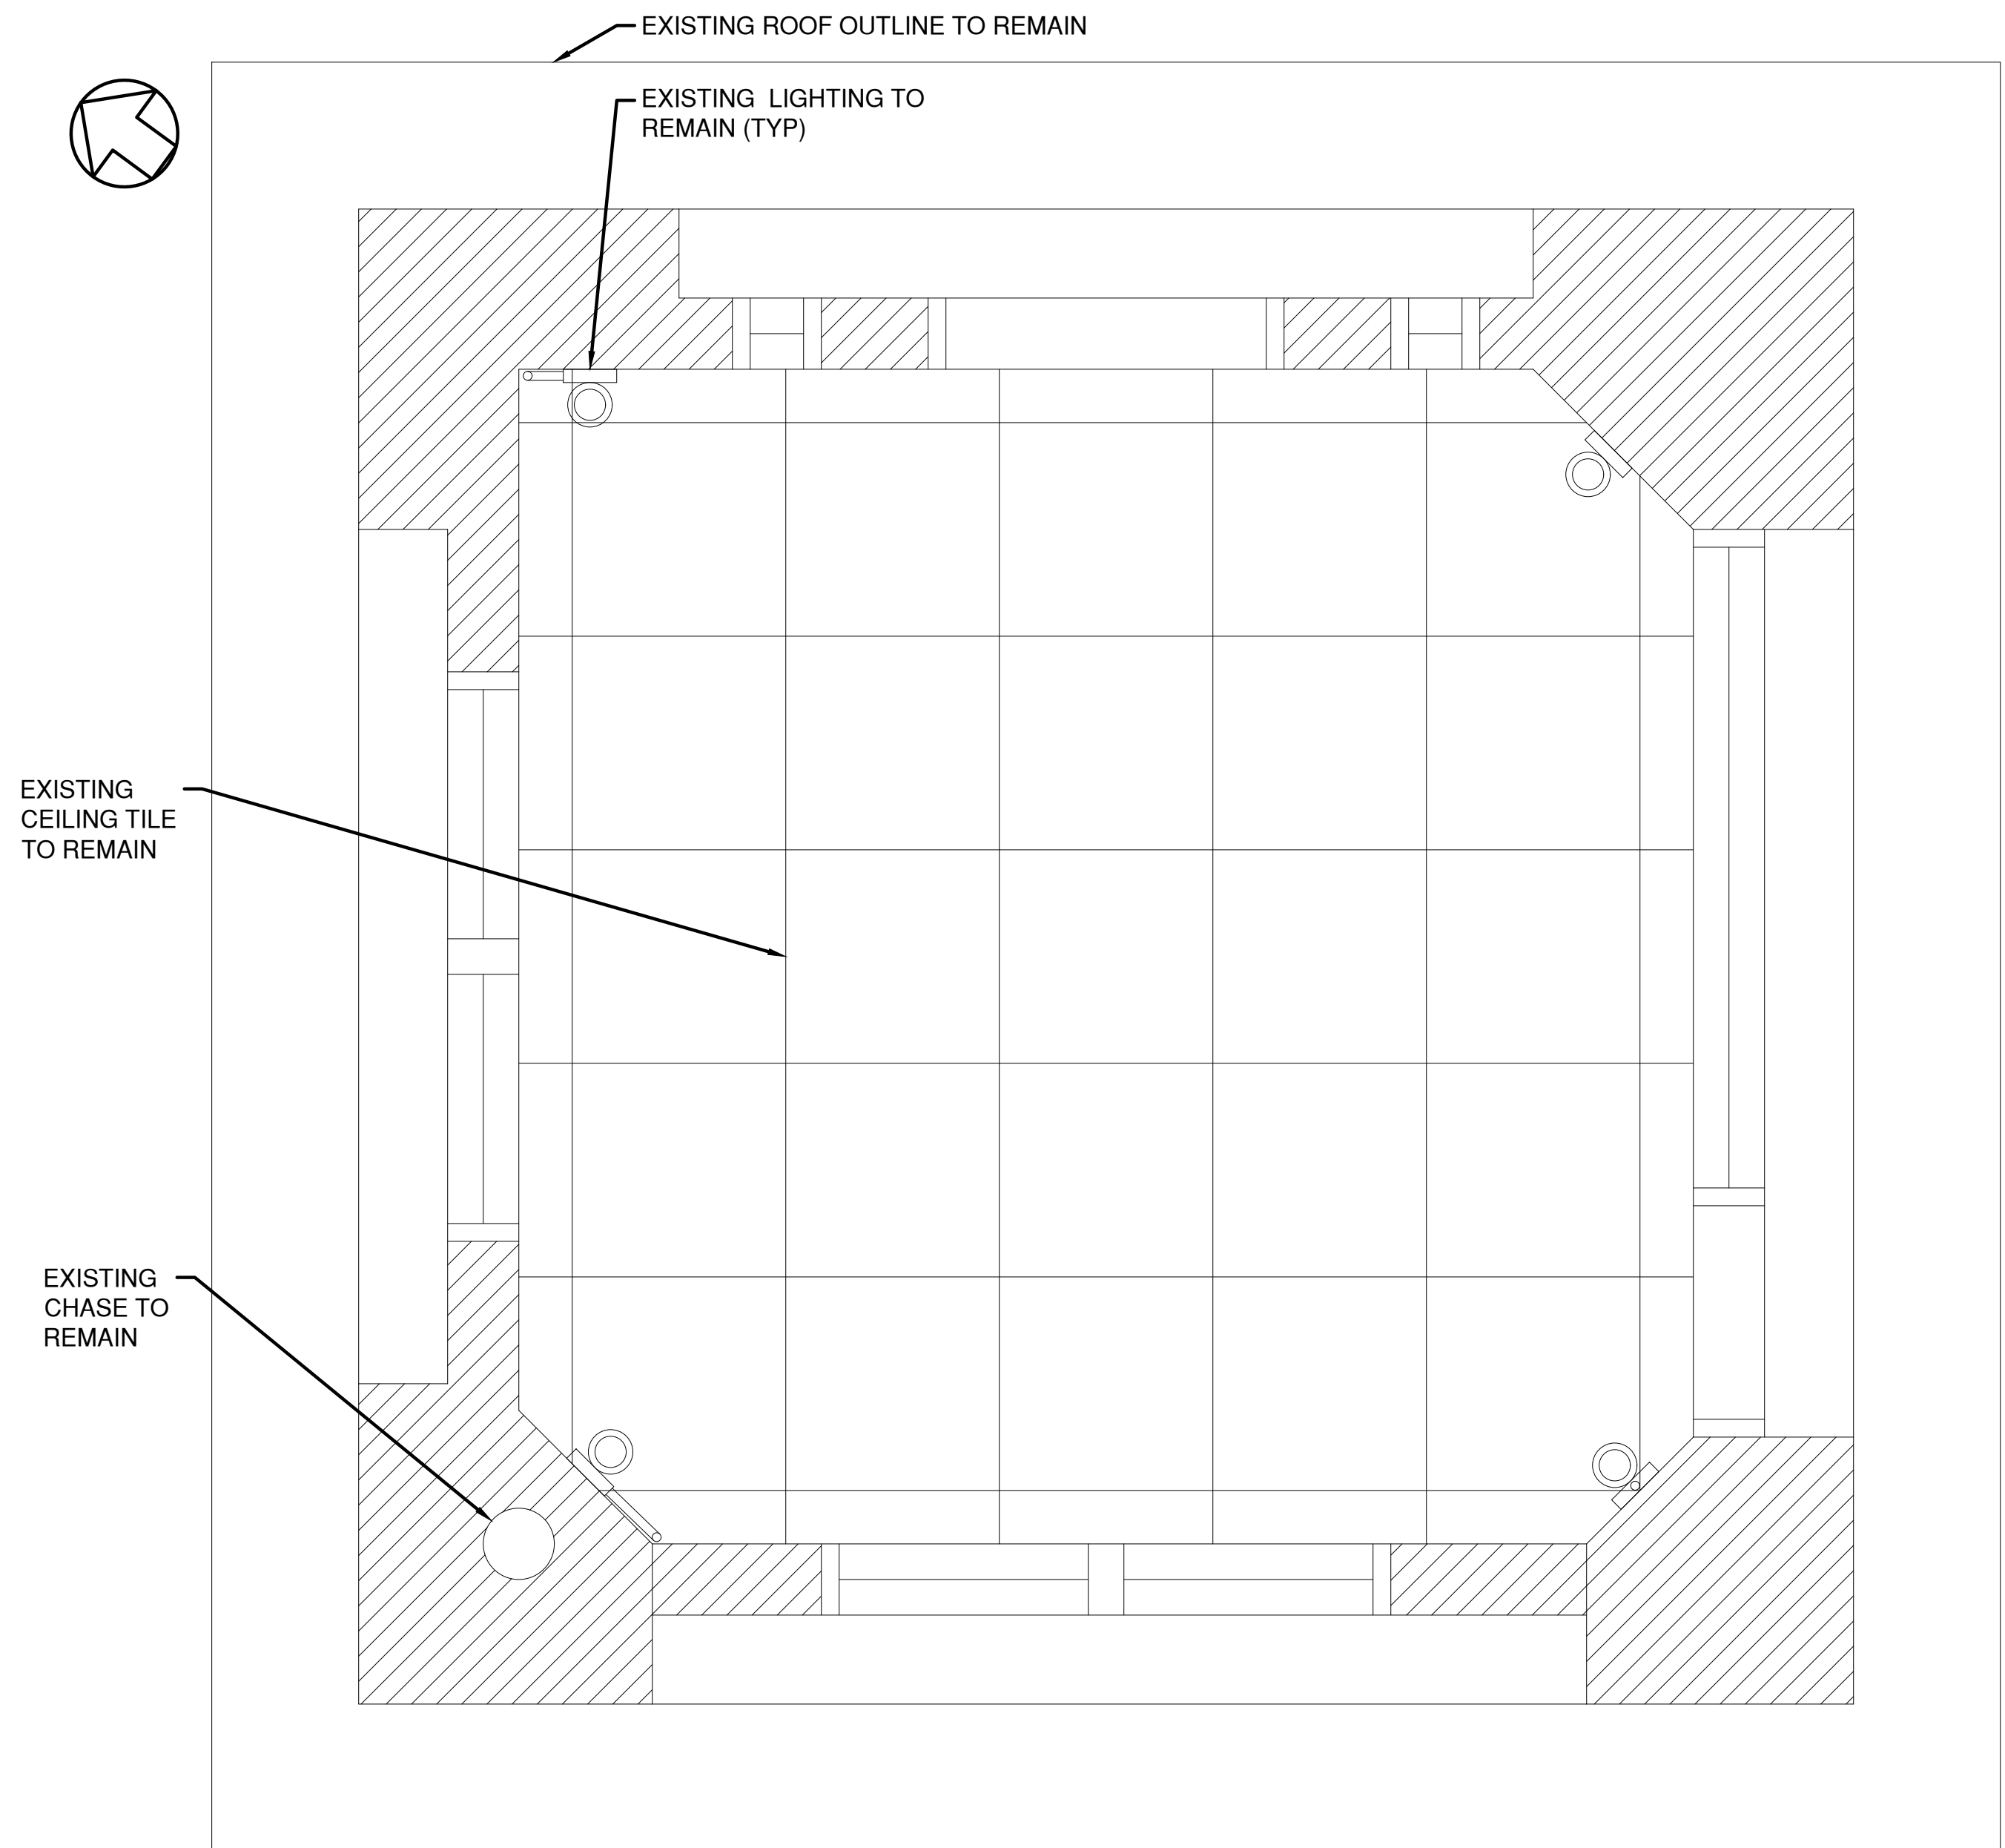 EXISTING ROOF OUTLINE TO REMAIN
EXISTING LIGHTING TO
REMAIN (TYP)
EXISTING
CEILING TILE
TO REMAIN
EXISTING
CHASE TO
REMAIN